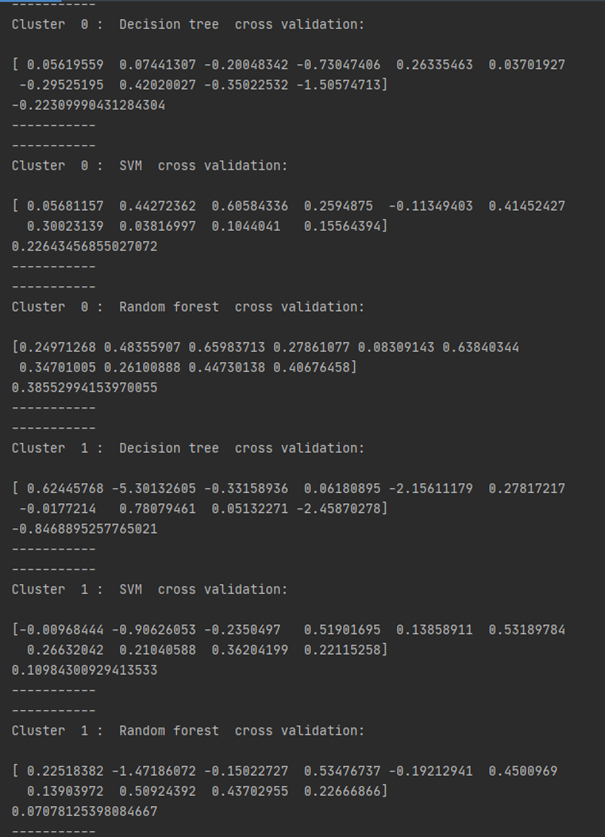 -----------
Cluster  0 :  Decision tree  cross validation:
[ 0.05619559  0.07441307 -0.20048342 -0.73047406  0.26335463  0.03701927
 -0.29525195  0.42020027 -0.35022532 -1.50574713]
-0.22309990431284304
-----------
-----------
Cluster  0 :  SVM  cross validation:
[ 0.05681157  0.44272362  0.60584336  0.2594875  -0.11349403  0.41452427
  0.30023139  0.03816997  0.1044041   0.15564394]
0.22643456855027072
-----------
-----------
Cluster  0 :  Random forest  cross validation:
[0.24971268 0.48355907 0.65983713 0.27861077 0.08309143 0.63840344
 0.34701005 0.26100888 0.44730138 0.40676458]
0.38552994153970055
-----------
-----------
Cluster  1 :  Decision tree  cross validation:
[ 0.62445768 -5.30132605 -0.33158936  0.06180895 -2.15611179  0.27817217
 -0.0177214   0.78079461  0.05132271 -2.45870278]
-0.8468895257765021
-----------
-----------
Cluster  1 :  SVM  cross validation:
[-0.00968444 -0.90626053 -0.2350497   0.51901695  0.13858911  0.53189784
  0.26632042  0.21040588  0.36204199  0.22115258]
0.10984300929413533
-----------
-----------
Cluster  1 :  Random forest  cross validation:
[ 0.22518382 -1.47186072 -0.15022727  0.53476737 -0.19212941  0.4500969
  0.13903972  0.50924392  0.43702955  0.22666866]
0.07078125398084667
-----------